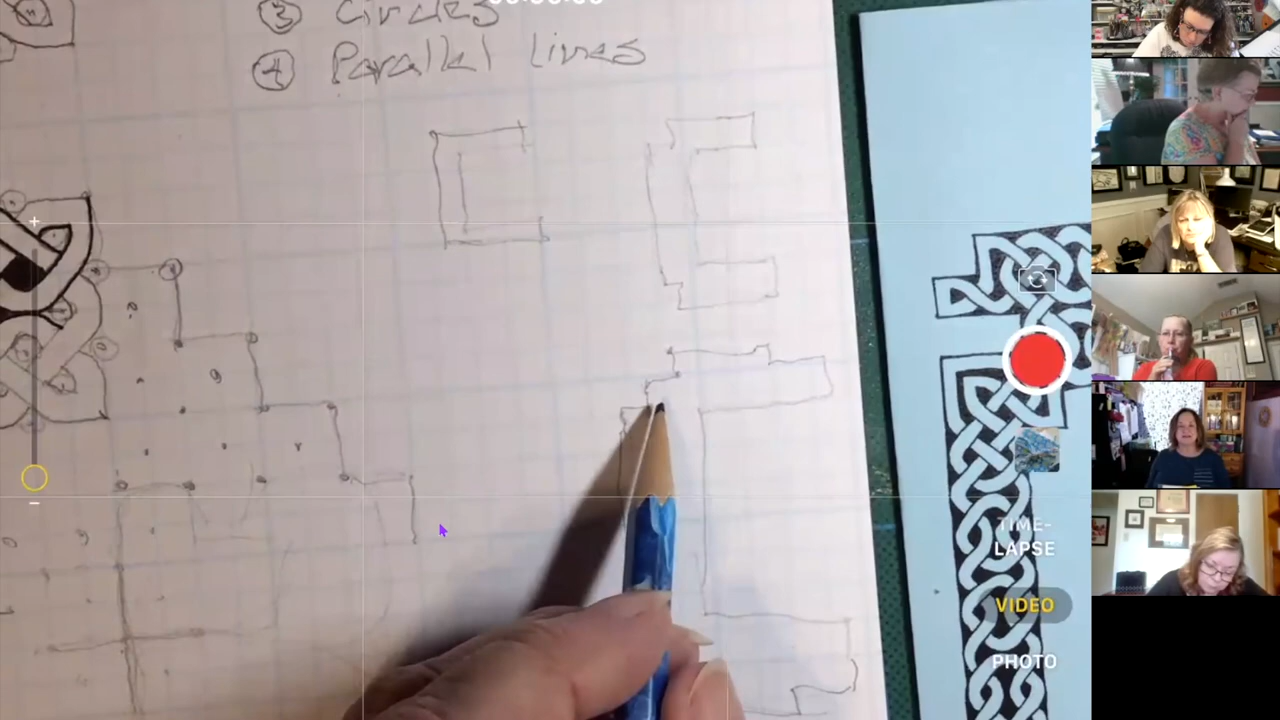 ③ Circles
④ Parallel lines
TIME-
LAPSE
VIDEO
PHOTO